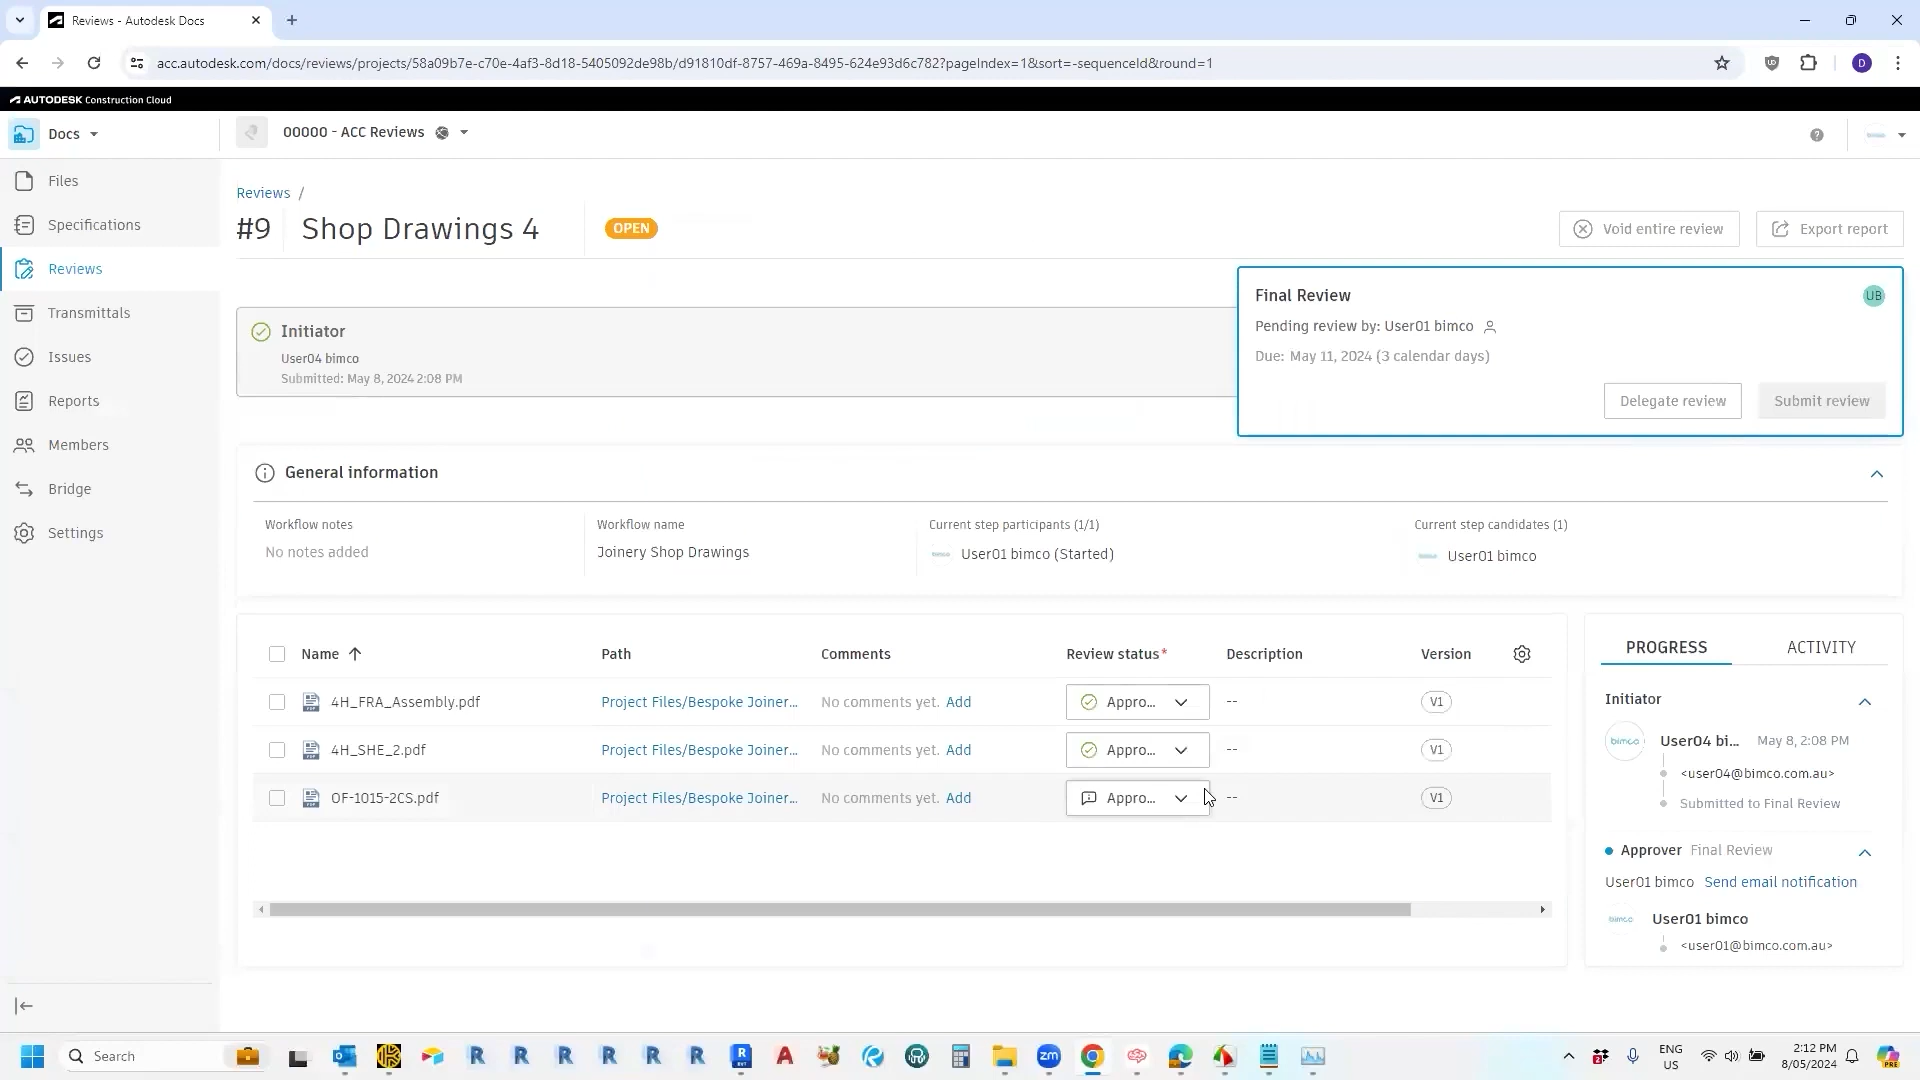 Reviews - Autodesk Docs
acc.autodesk.com/docs/reviews/projects/58a09b7e-c70e-4af3-8d18-5405092de98b/d91810df-8757-469a-8495-624e93d6c782?pageIndex=1&sort=-sequenceId&round=1
D
AUTODESK Construction Cloud
Docs
00000 - ACC Reviews
Files
Specifications
Reviews
Transmittals
Issues
Reports
Members
Bridge
Settings
Reviews /
#9 Shop Drawings 4 OPEN
Void entire review
Export report
Initiator
User04 bimco
Submitted: May 8, 2024 2:08 PM
Final Review
UB
Pending review by: User01 bimco
Due: May 11, 2024 (3 calendar days)
Delegate review
Submit review
General information
Workflow notes
No notes added
Workflow name
Joinery Shop Drawings
Current step participants (1/1)
User01 bimco (Started)
Current step candidates (1)
User01 bimco
Name Path Comments Review status* Description Version
4H_FRA_Assembly.pdf Project Files/Bespoke Joiner... No comments yet. Add Appro... -- V1
4H_SHE_2.pdf Project Files/Bespoke Joiner... No comments yet. Add Appro... -- V1
OF-1015-2CS.pdf Project Files/Bespoke Joiner... No comments yet. Add Appro... -- V1
PROGRESS ACTIVITY
Initiator
bimco
User04 bi... May 8, 2:08 PM
<user04@bimco.com.au>
Submitted to Final Review
Approver Final Review
User01 bimco Send email notification
bimco
User01 bimco
<user01@bimco.com.au>
Search
zm
ENG
US
2:12 PM
8/05/2024